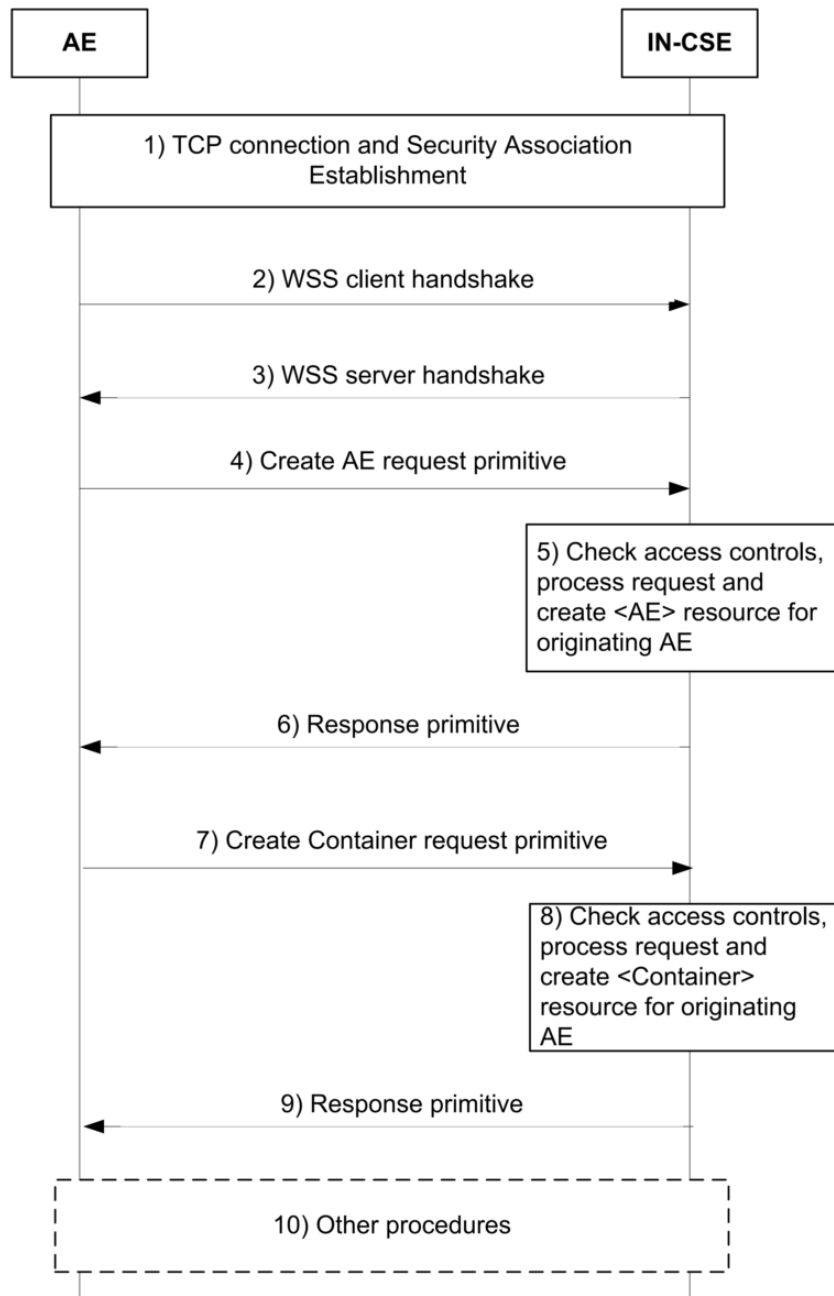 AE
IN-CSE
1) TCP connection and Security Association
Establishment
2) WSS client handshake
3) WSS server handshake
4) Create AE request primitive
5) Check access controls,
process request and
create <AE> resource for
originating AE
6) Response primitive
7) Create Container request primitive
8) Check access controls,
process request and
create <Container>
resource for originating
AE
9) Response primitive
10) Other procedures